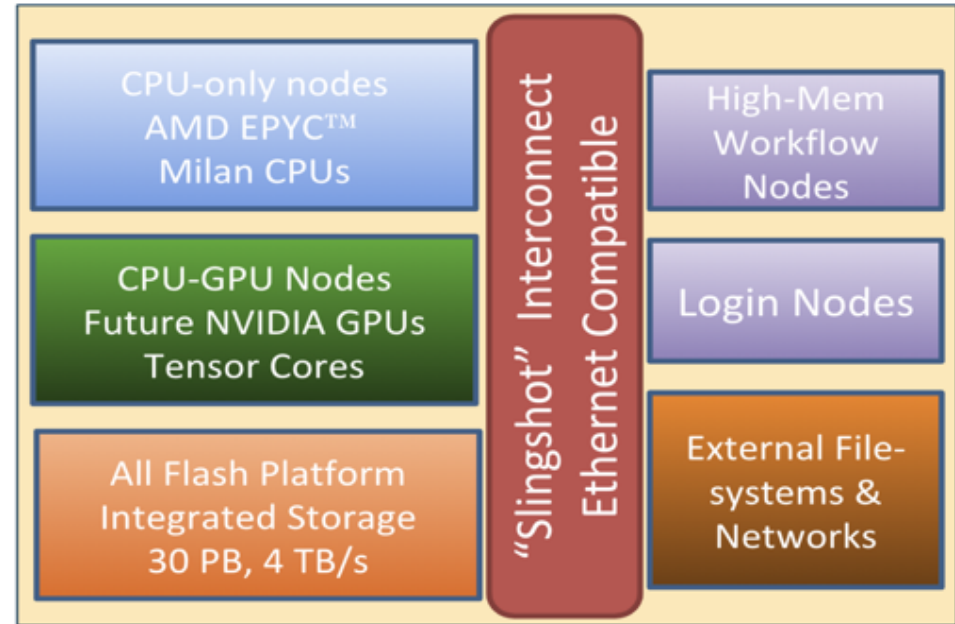 CPU-only nodes
AMD EPYC™
Milan CPUs
CPU-GPU Nodes
Future NVIDIA GPUs
Tensor Cores
All Flash Platform
Integrated Storage
30 PB, 4 TB/s
“Slingshot” Interconnect
Ethernet Compatible
High-Mem
Workflow
Nodes
Login Nodes
External File-
systems &
Networks